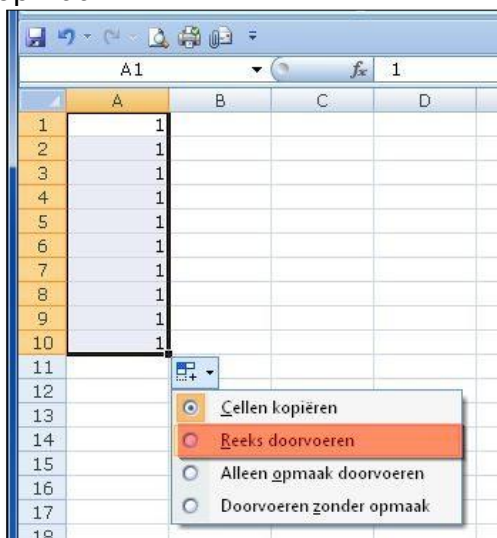 A1 fx 1
A B C D
1 1
2 1
3 1
4 1
5 1
6 1
7 1
8 1
9 1
10 1
11
12
Cellen kopiëren
13
14 Reeks doorvoeren
15
Alleen opmaak doorvoeren
16
17 Doorvoeren zonder opmaak
18